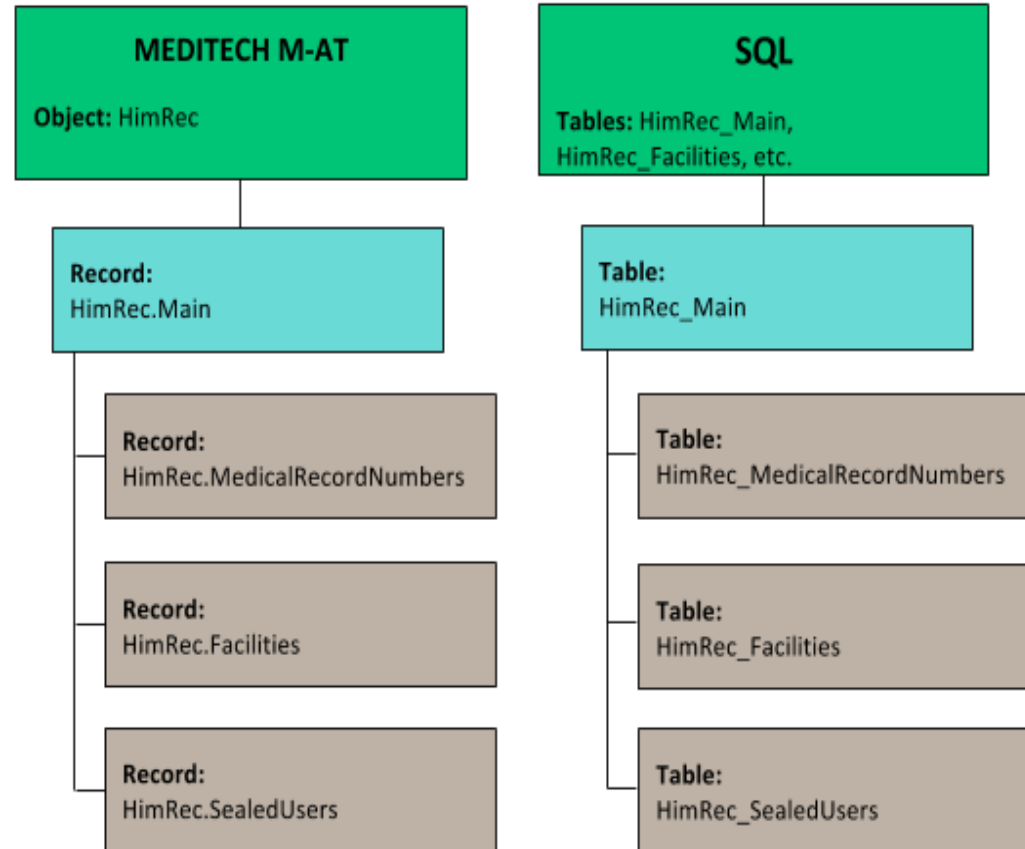 MEDITECH M-AT
Object: HimRec
Record:
HimRec.Main
Record:
HimRec.MedicalRecordNumbers
Record:
HimRec.Facilities
Record:
HimRec.SealedUsers
SQL
Tables: HimRec_Main,
HimRec_Facilities, etc.
Table:
HimRec_Main
Table:
HimRec_MedicalRecordNumbers
Table:
HimRec_Facilities
Table:
HimRec_SealedUsers